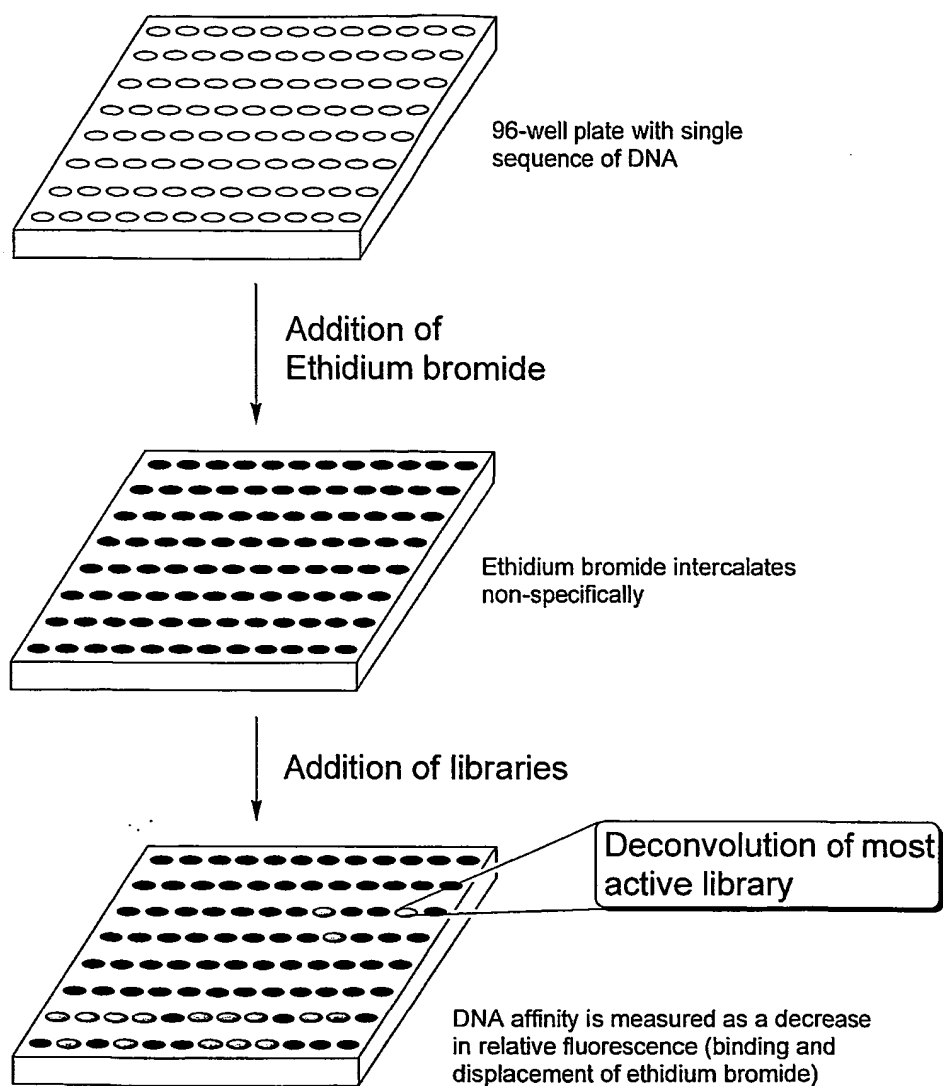 96-well plate with single
sequence of DNA
Addition of
Ethidium bromide
Ethidium bromide intercalates
non-specifically
Addition of libraries
Deconvolution of most
active library
DNA affinity is measured as a decrease
in relative fluorescence (binding and
displacement of ethidium bromide)